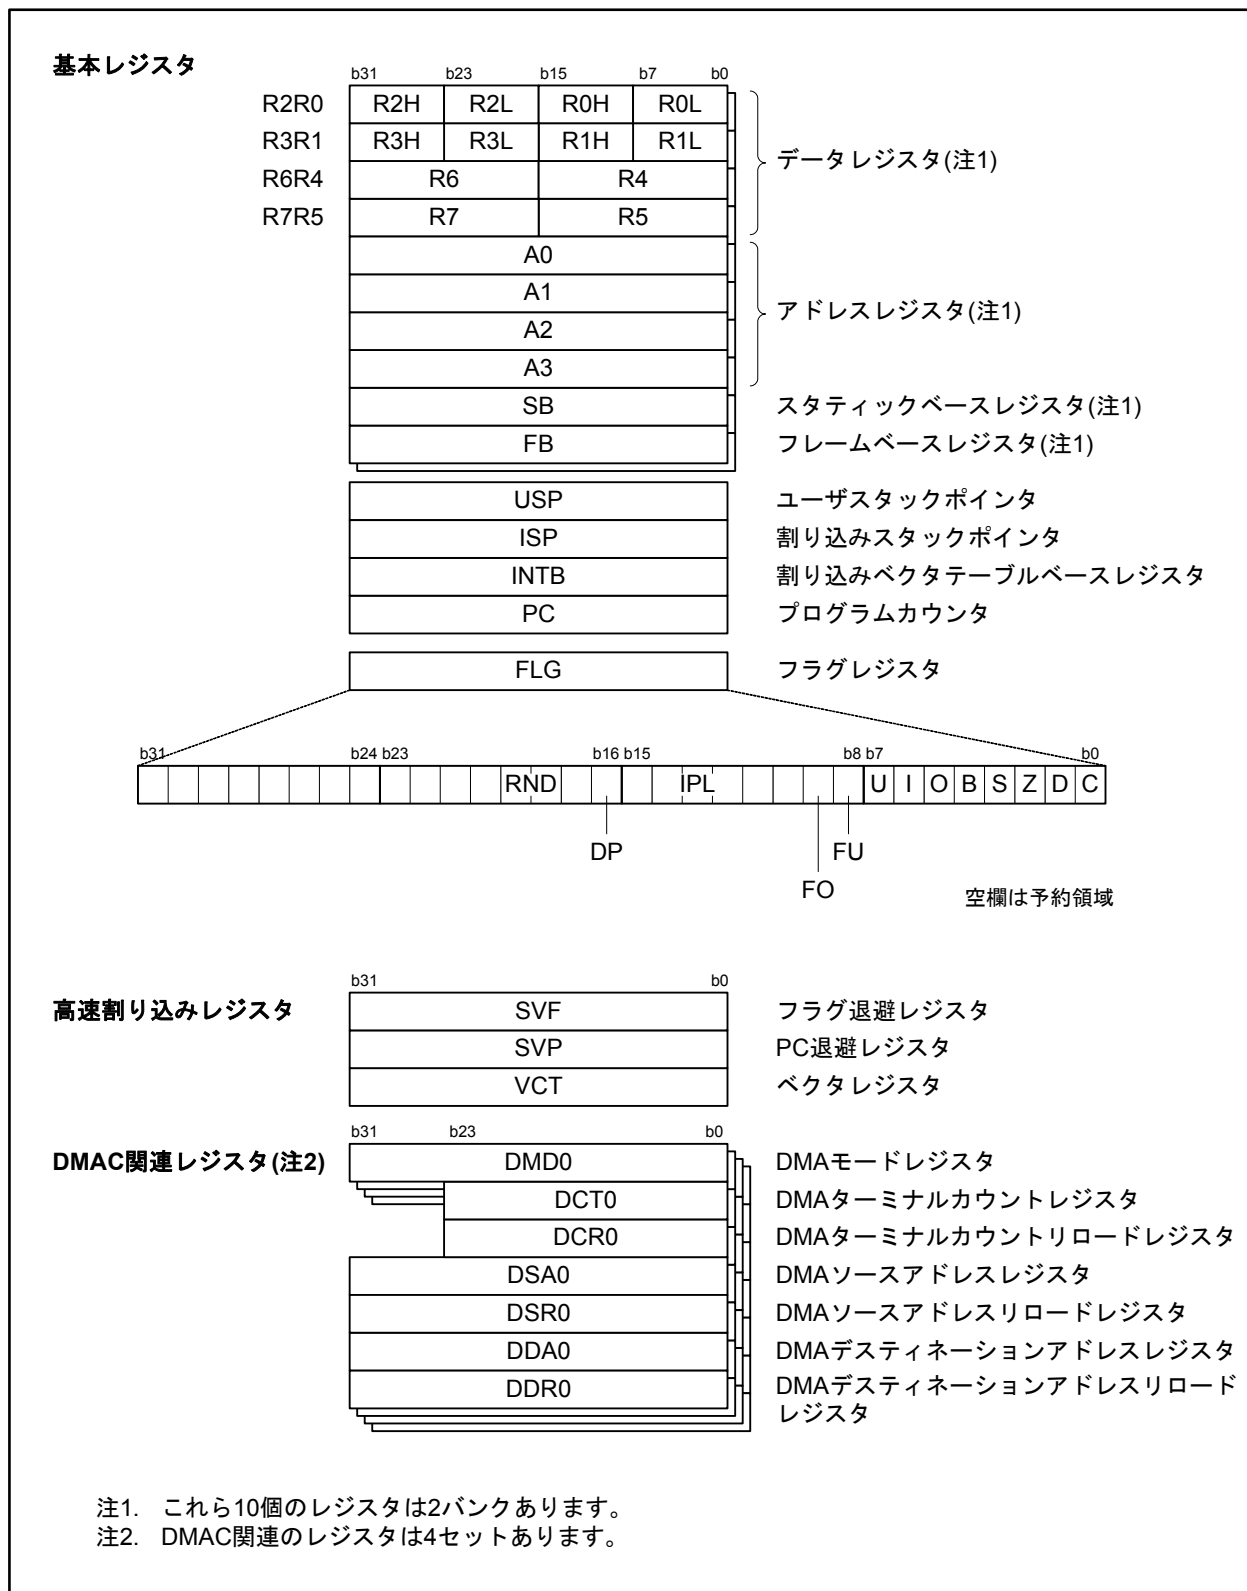 基本レジスタ
b31 b23 b15 b7 b0
R2R0 R2H R2L R0H R0L
R3R1 R3H R3L R1H R1L
データレジスタ(注1)
R6R4 R6 R4
R7R5 R7 R5
A0
A1
アドレスレジスタ(注1)
A2
A3
SB スタティックベースレジスタ(注1)
FB フレームベースレジスタ(注1)
USP ユーザスタックポインタ
ISP 割り込みスタックポインタ
INTB 割り込みベクタテーブルベースレジスタ
PC プログラムカウンタ
FLG フラグレジスタ
b31 b24 b23 b16 b15 b8 b7 b0
RND IPL U I O B S Z D C
DP FU
FO
空欄は予約領域
b31 b0
高速割り込みレジスタ SVF フラグ退避レジスタ
SVP PC退避レジスタ
VCT ベクタレジスタ
b31 b23 b0
DMAC関連レジスタ(注2) DMD0 DMAモードレジスタ
DCT0 DMAターミナルカウントレジスタ
DCR0 DMAターミナルカウントリロードレジスタ
DSA0 DMAソースアドレスレジスタ
DSR0 DMAソースアドレスリロードレジスタ
DDA0 DMAデスティネーションアドレスレジスタ
DDR0 DMAデスティネーションアドレスリロード
レジスタ
注1. これら10個のレジスタは2バンクあります。
注2. DMAC関連のレジスタは4セットあります。